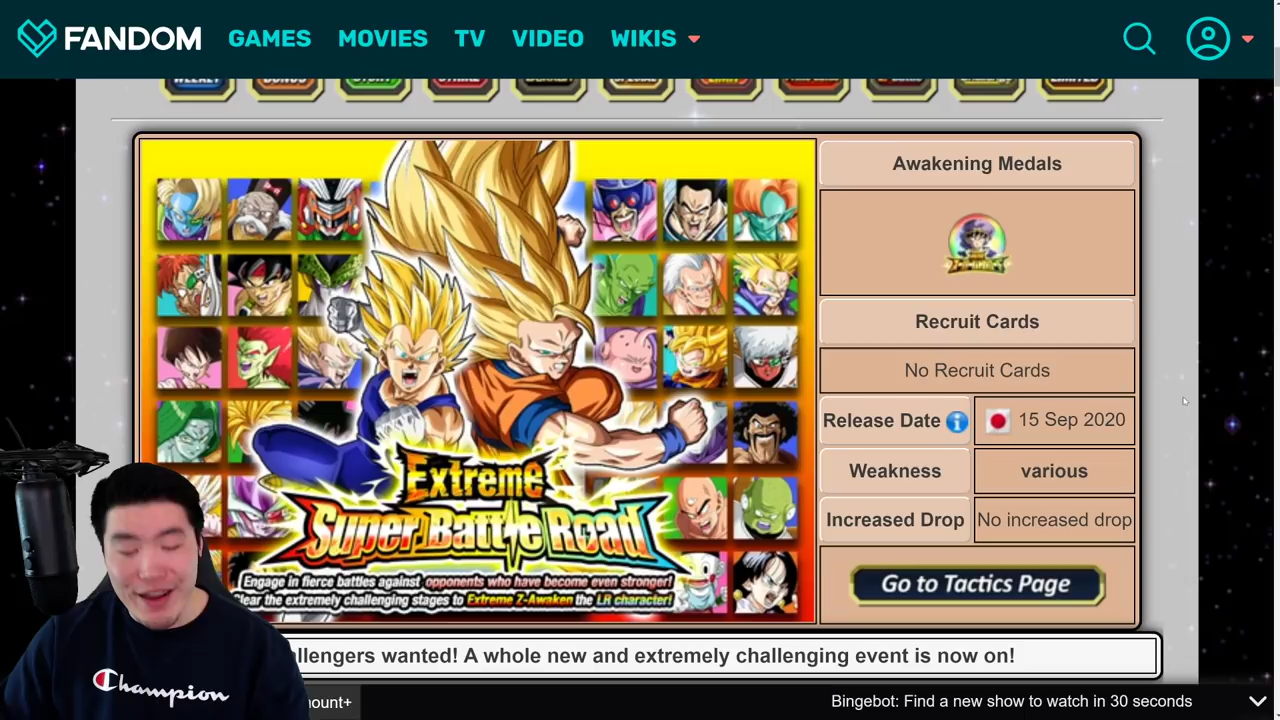 FANDOM GAMES MOVIES TV VIDEO WIKIS
Awakening Medals
Recruit Cards
No Recruit Cards
Release Date i 15 Sep 2020
Weakness various
Increased Drop No increased drop
Go to Tactics Page
Extreme
Super Battle Road
Engage in fierce battles against opponents who have become even stronger!
Clear the extremely challenging stages to Extreme Z-Awaken the LR character!
llengers wanted! A whole new and extremely challenging event is now on!
Champion
ount+
Bingebot: Find a new show to watch in 30 seconds